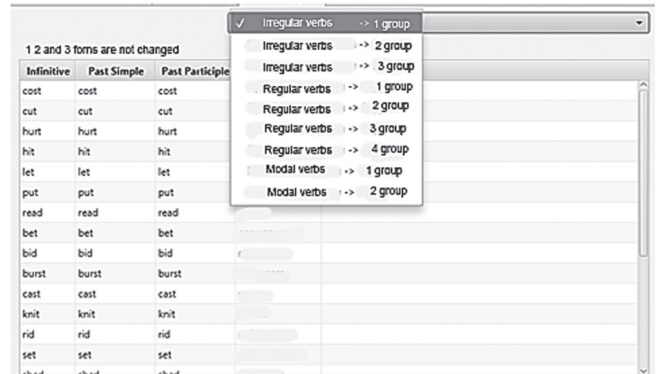 ✓ Irregular verbs -> 1 group
Irregular verbs -> 2 group
Irregular verbs -> 3 group
Regular verbs -> 1 group
Regular verbs -> 2 group
Regular verbs -> 3 group
Regular verbs -> 4 group
Modal verbs -> 1 group
Modal verbs -> 2 group
1 2 and 3 foms are not changed
Infinitive Past Simple Past Participle
cost cost cost
cut cut cut
hurt hurt hurt
hit hit hit
let let let
put put put
read read read
bet bet bet
bid bid bid
burst burst burst
cast cast cast
knit knit knit
rid rid rid
set set set